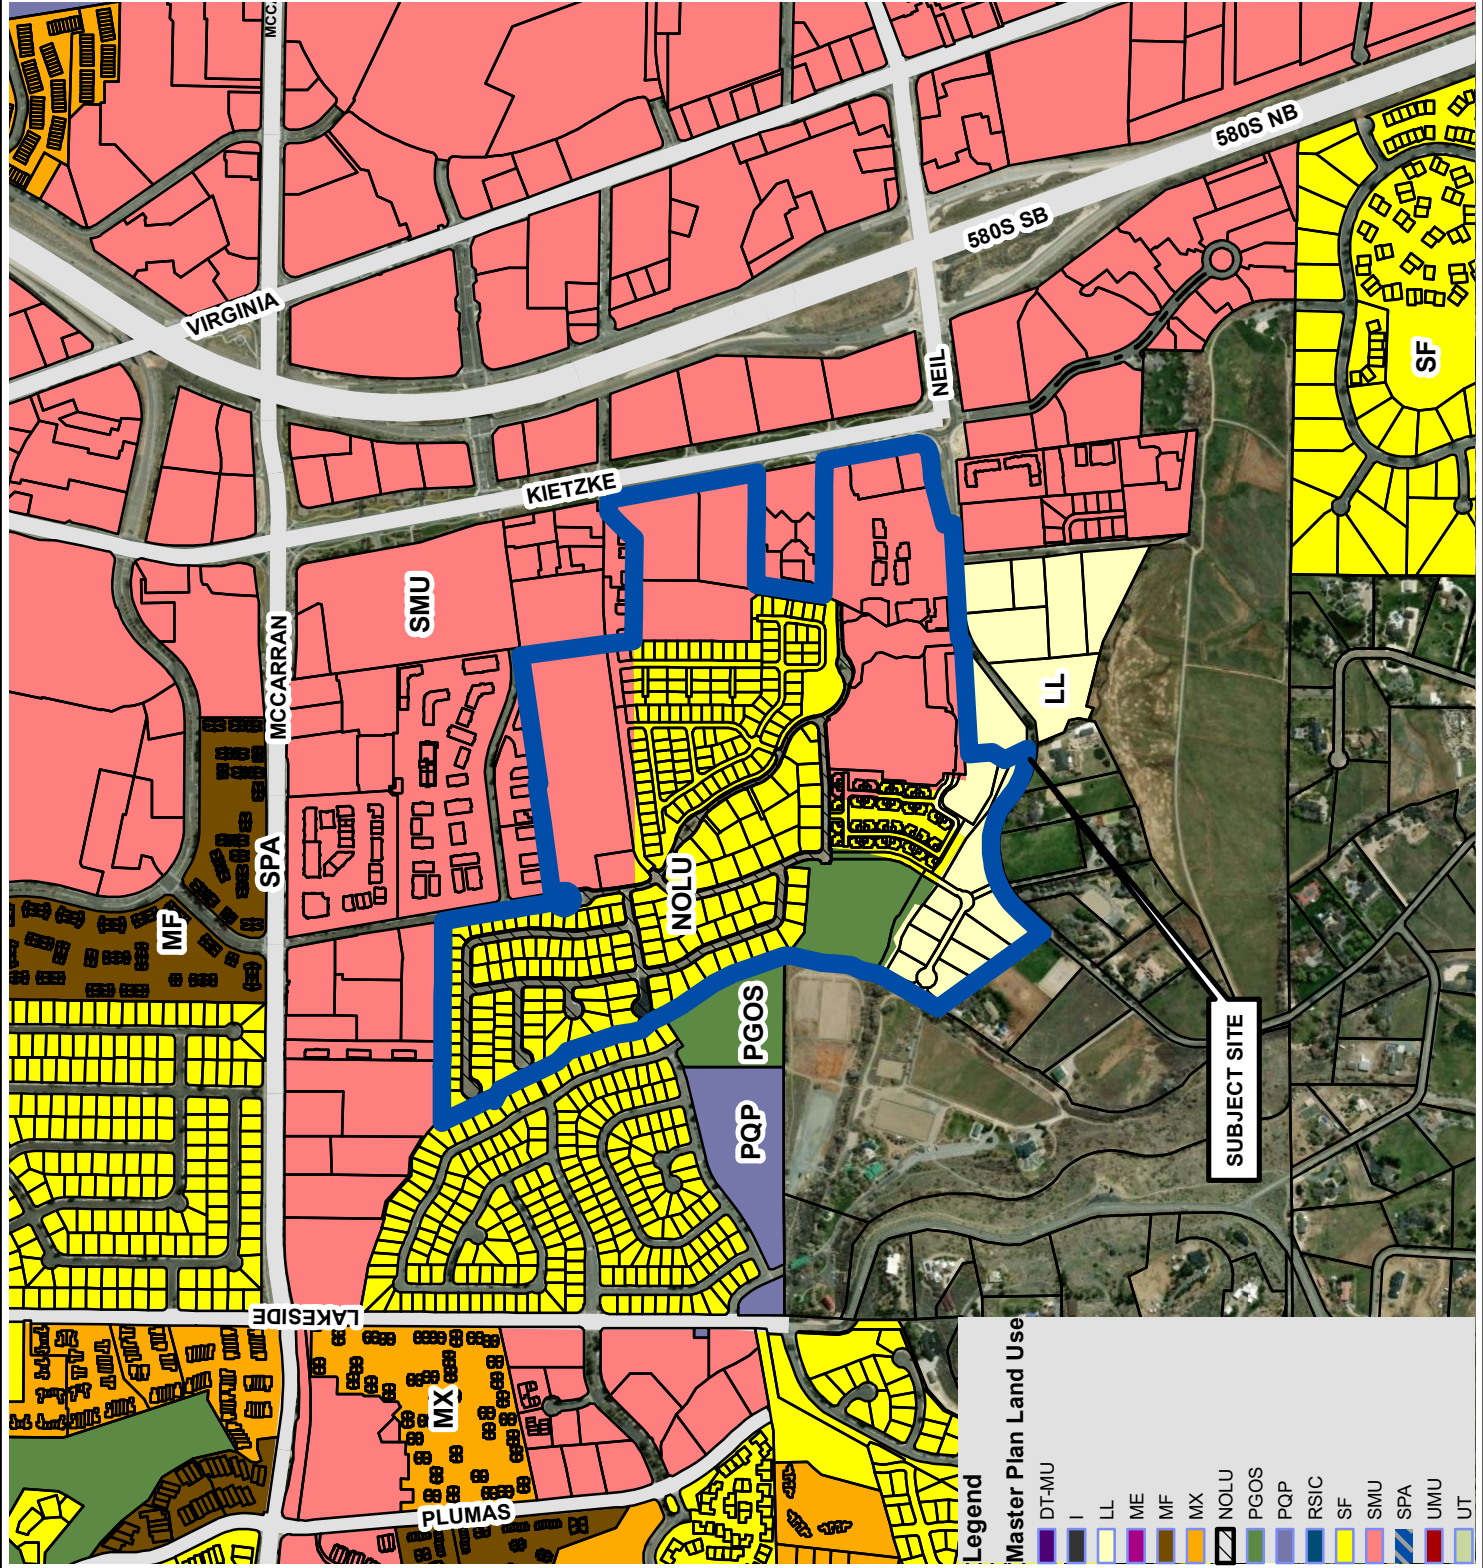 MCCA
580S NB
580S SB
VIRGINIA
NEIL
SF
KIETZKE
SMU
MCCARRAN
LL
SPA
NOLU
MF
PGOS
PQP
SUBJECT SITE
LAKESIDE
MX
PLUMAS
Legend
Master Plan Land Use
DT-MU
I
LL
ME
MF
MX
NOLU
PGOS
PQP
RSIC
SF
SMU
SPA
UMU
UT